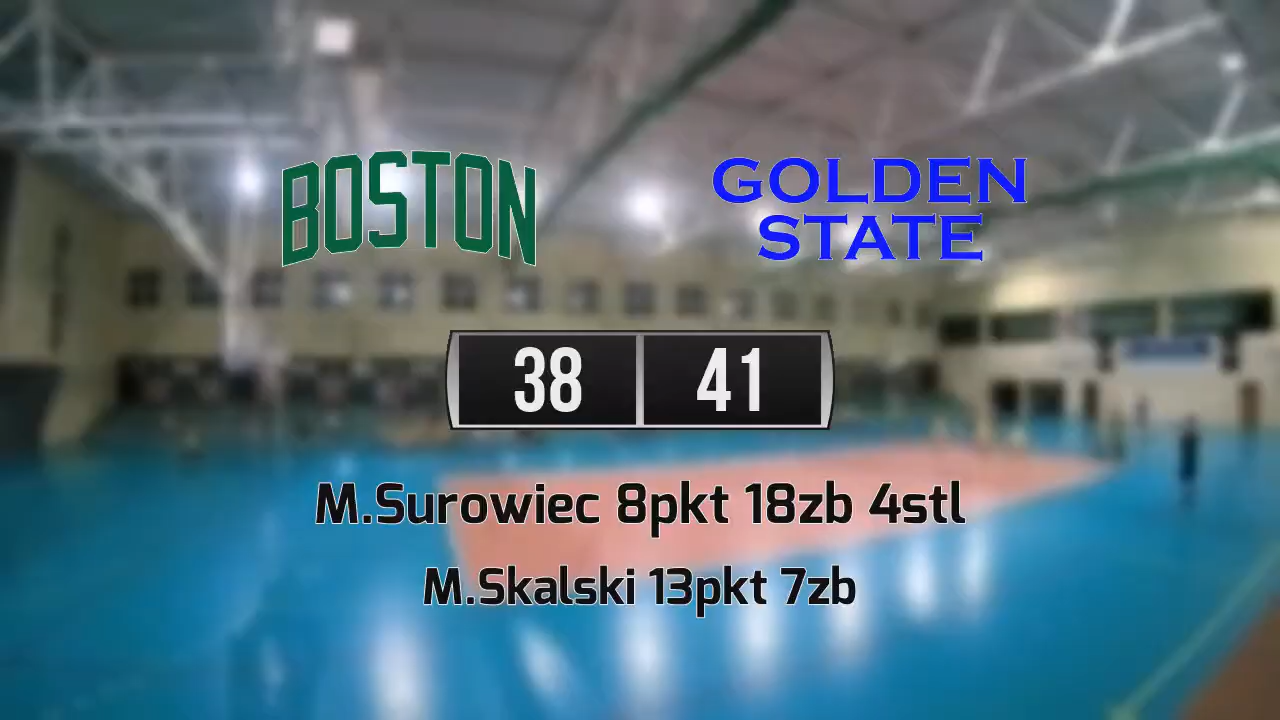 BOSTON
GOLDEN
STATE
38 41
M.Surowiec 8pkt 18zb 4stl
M.Skalski 13pkt 7zb